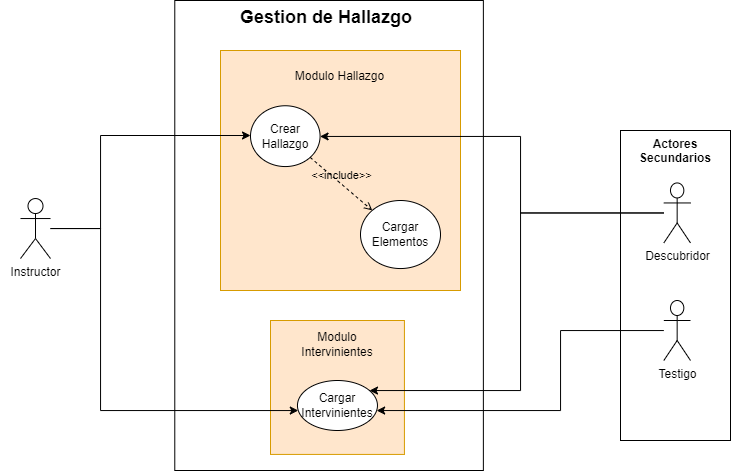 Gestion de Hallazgo
Modulo Hallazgo
Crear
Hallazgo
<<include>>
Cargar
Elementos
Instructor
Modulo
Intervinientes
Cargar
Intervinientes
Actores
Secundarios
Descubridor
Testigo